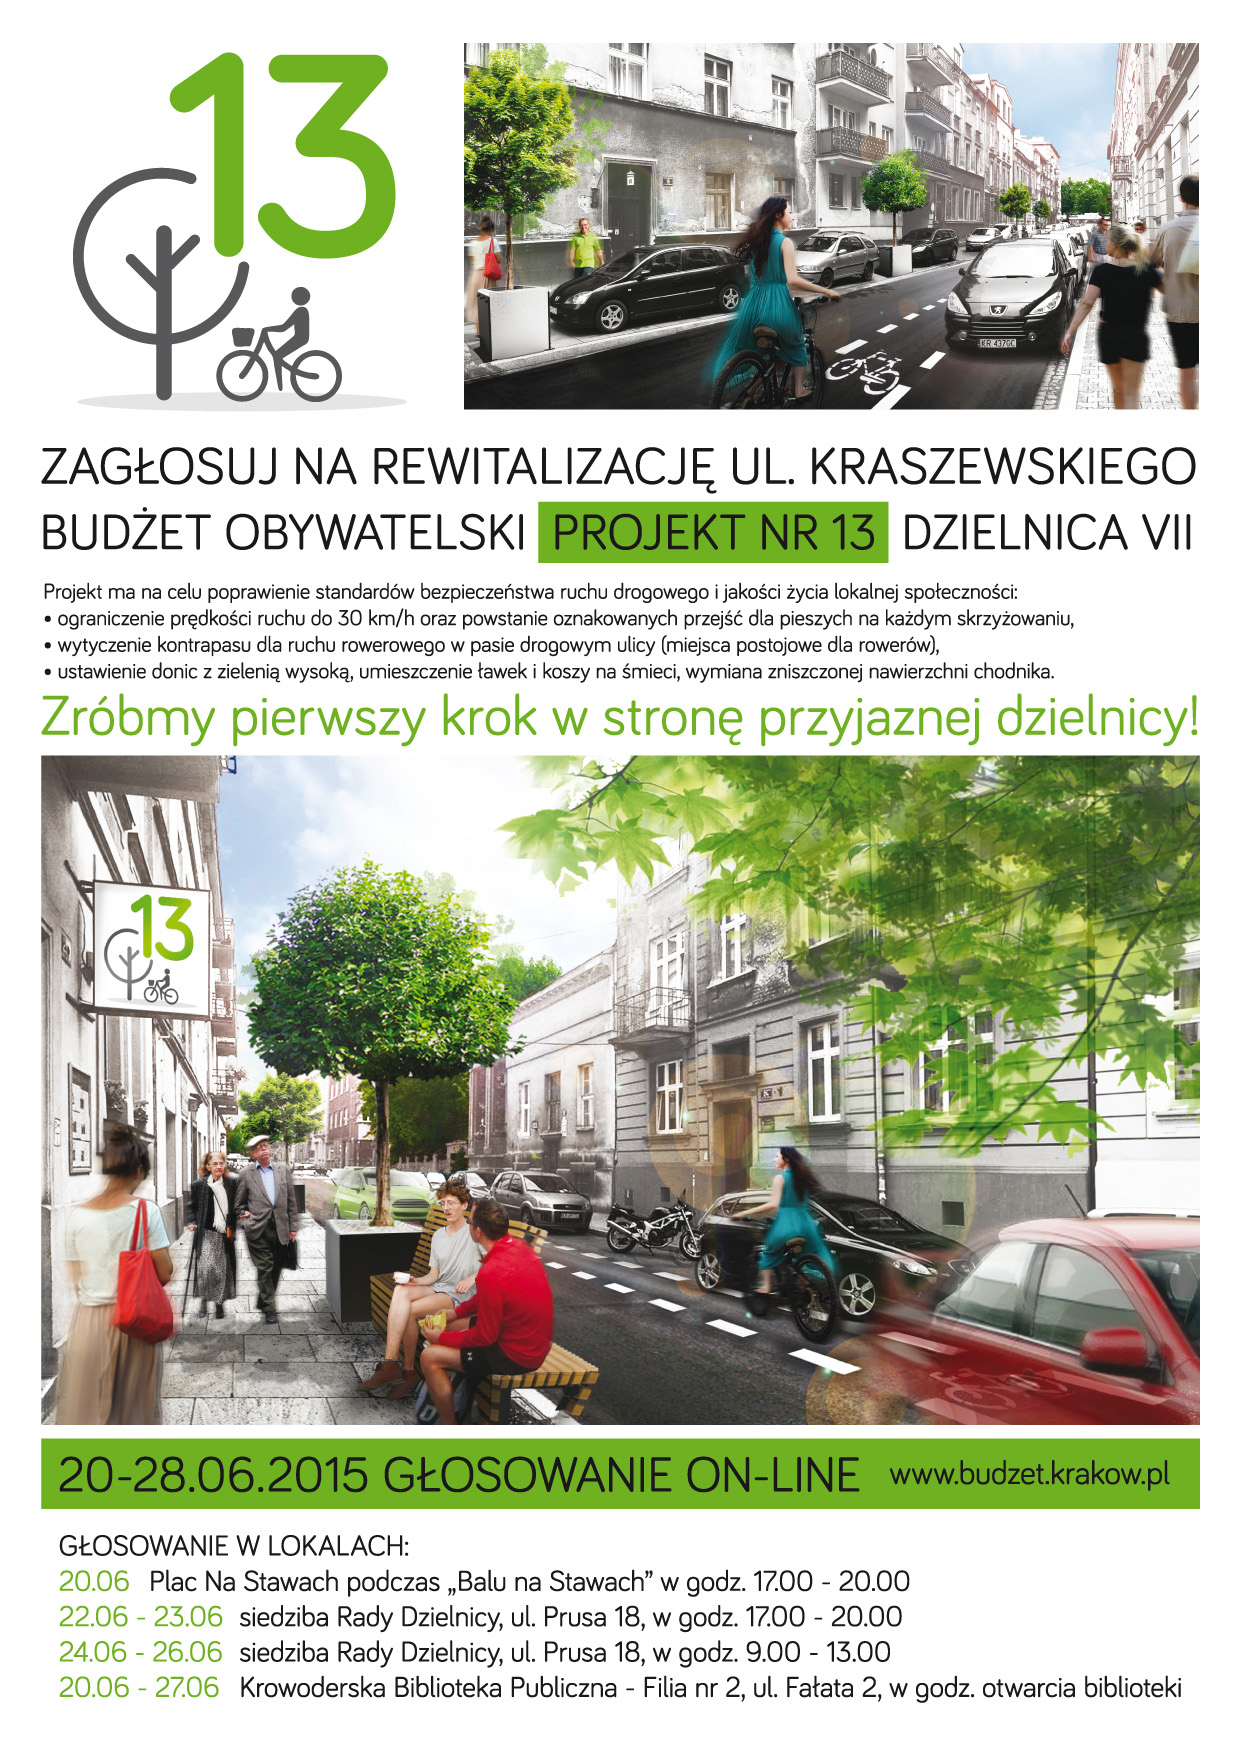 13
KR 4370C
ZAGŁOSUJ NA REWITALIZACJĘ UL. KRASZEWSKIEGO
BUDŻET OBYWATELSKI PROJEKT NR 13 DZIELNICA VII
Projekt ma na celu poprawienie standardów bezpieczeństwa ruchu drogowego i jakości życia lokalnej społeczności:
• ograniczenie prędkości ruchu do 30 km/h oraz powstanie oznakowanych przejść dla pieszych na każdym skrzyżowaniu,
• wytyczenie kontrapasu dla ruchu rowerowego w pasie drogowym ulicy (miejsca postojowe dla rowerów),
• ustawienie donic z zielenią wysoką, umieszczenie ławek i koszy na śmieci, wymiana zniszczonej nawierzchni chodnika.
Zróbmy pierwszy krok w stronę przyjaznej dzielnicy!
13
20-28.06.2015 GŁOSOWANIE ON-LINE www.budzet.krakow.pl
GŁOSOWANIE W LOKALACH:
20.06 Plac Na Stawach podczas „Balu na Stawach” w godz. 17.00 - 20.00
22.06 - 23.06 siedziba Rady Dzielnicy, ul. Prusa 18, w godz. 17.00 - 20.00
24.06 - 26.06 siedziba Rady Dzielnicy, ul. Prusa 18, w godz. 9.00 - 13.00
20.06 - 27.06 Krowoderska Biblioteka Publiczna - Filia nr 2, ul. Fałata 2, w godz. otwarcia biblioteki